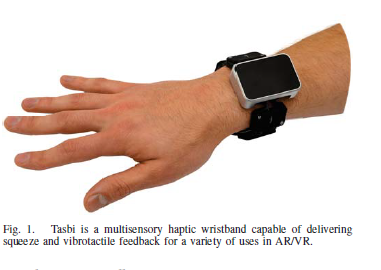 Fig. 1. Tasbi is a multisensory haptic wristband capable of delivering
squeeze and vibrotactile feedback for a variety of uses in AR/VR.